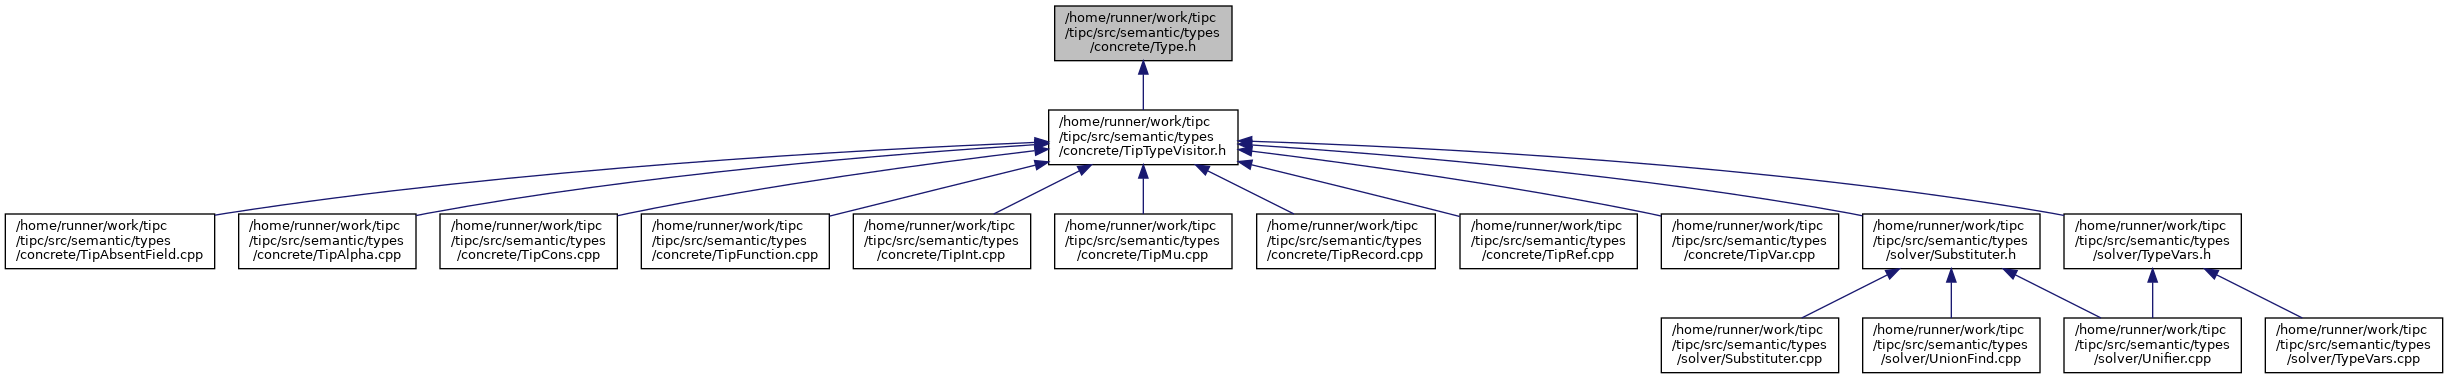 /home/runner/work/tipc
/tipc/src/semantic/types
/concrete/Type.h
/home/runner/work/tipc
/tipc/src/semantic/types
/concrete/TipTypeVisitor.h
/home/runner/work/tipc
/tipc/src/semantic/types
/concrete/TipAbsentField.cpp
/home/runner/work/tipc
/tipc/src/semantic/types
/concrete/TipAlpha.cpp
/home/runner/work/tipc
/tipc/src/semantic/types
/concrete/TipCons.cpp
/home/runner/work/tipc
/tipc/src/semantic/types
/concrete/TipFunction.cpp
/home/runner/work/tipc
/tipc/src/semantic/types
/concrete/TipInt.cpp
/home/runner/work/tipc
/tipc/src/semantic/types
/concrete/TipMu.cpp
/home/runner/work/tipc
/tipc/src/semantic/types
/concrete/TipRecord.cpp
/home/runner/work/tipc
/tipc/src/semantic/types
/concrete/TipRef.cpp
/home/runner/work/tipc
/tipc/src/semantic/types
/concrete/TipVar.cpp
/home/runner/work/tipc
/tipc/src/semantic/types
/solver/Substituter.h
/home/runner/work/tipc
/tipc/src/semantic/types
/solver/TypeVars.h
/home/runner/work/tipc
/tipc/src/semantic/types
/solver/Substituter.cpp
/home/runner/work/tipc
/tipc/src/semantic/types
/solver/UnionFind.cpp
/home/runner/work/tipc
/tipc/src/semantic/types
/solver/Unifier.cpp
/home/runner/work/tipc
/tipc/src/semantic/types
/solver/TypeVars.cpp